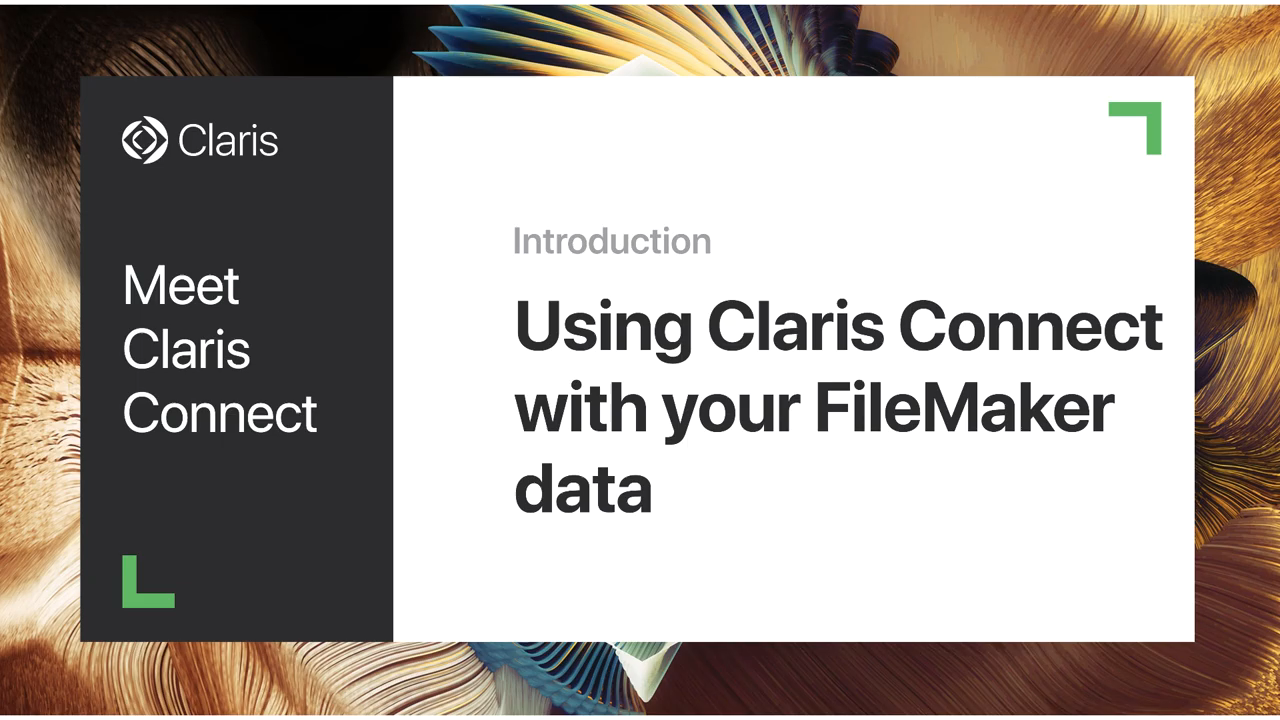 Claris
Meet
Claris
Connect
Introduction
Using Claris Connect
with your FileMaker
data